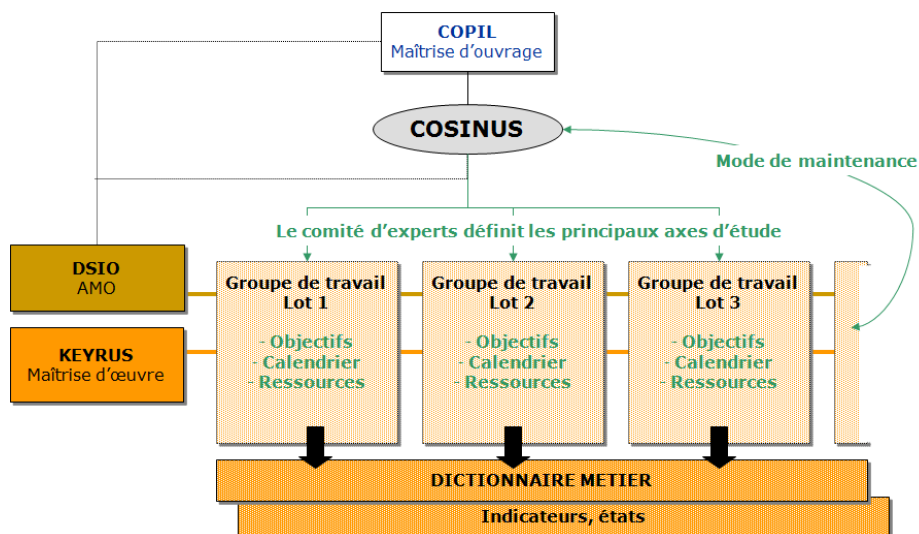 COPIL
Maîtrise d'ouvrage
COSINUS
Mode de maintenance
Le comité d'experts définit les principaux axes d'étude
DSIO
AMO
KEYRUS
Maîtrise d'œuvre
Groupe de travail
Lot 1
- Objectifs
- Calendrier
- Ressources
Groupe de travail
Lot 2
- Objectifs
- Calendrier
- Ressources
Groupe de travail
Lot 3
- Objectifs
- Calendrier
- Ressources
DICTIONNAIRE METIER
Indicateurs, états